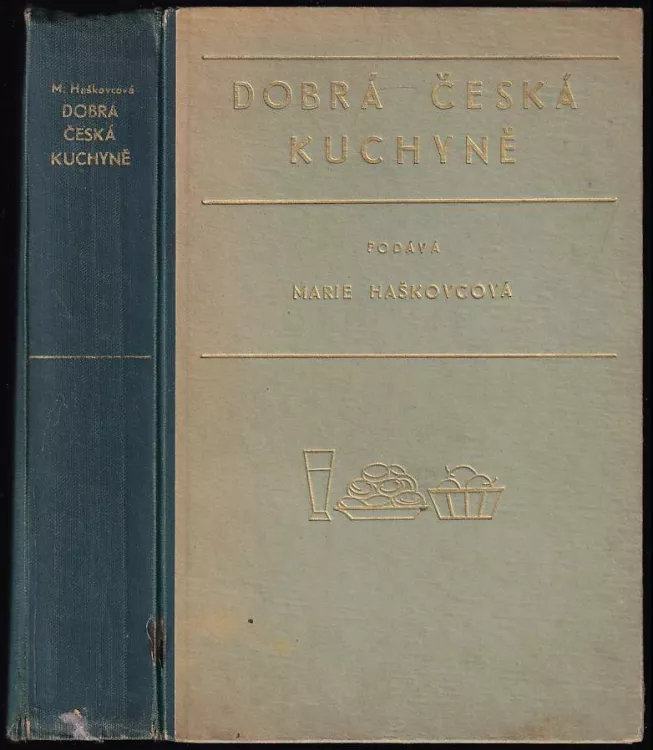 M. Haškovcová
DOBRÁ
ČESKÁ
KUCHYNĚ
DOBRÁ ČESKÁ
KUCHYNĚ
PODÁVÁ
MARIE HAŠKOVCOVÁ